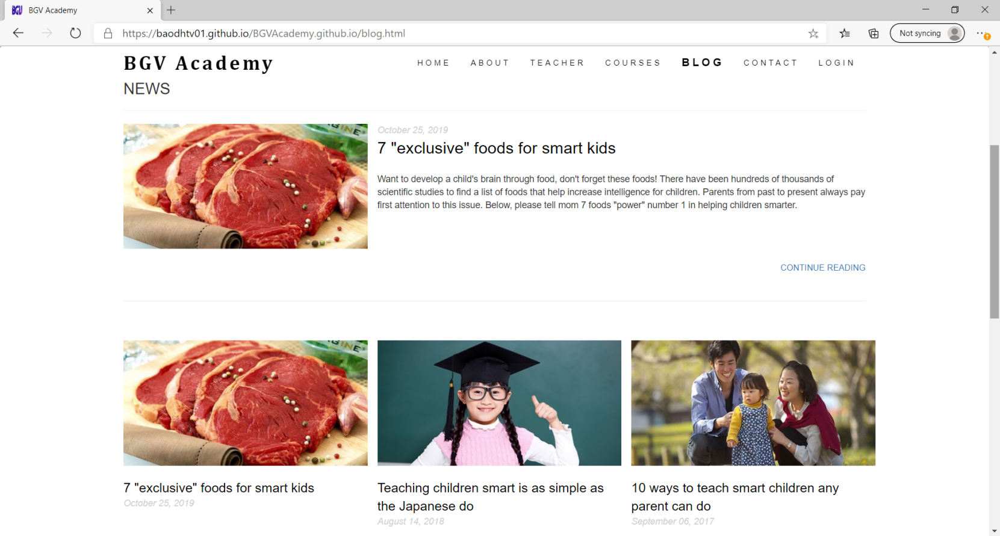 BGV Academy
https://baodhtv01.github.io/BGVAcademy.github.io/blog.html
Not syncing
BGV Academy
HOME ABOUT TEACHER COURSES BLOG CONTACT LOGIN
NEWS
October 25, 2019
7 "exclusive" foods for smart kids
Want to develop a child's brain through food, don't forget these foods! There have been hundreds of thousands of
scientific studies to find a list of foods that help increase intelligence for children. Parents from past to present always pay
first attention to this issue. Below, please tell mom 7 foods "power" number 1 in helping children smarter.
CONTINUE READING
7 "exclusive" foods for smart kids
October 25, 2019
Teaching children smart is as simple as
the Japanese do
August 14, 2018
10 ways to teach smart children any
parent can do
September 06, 2017